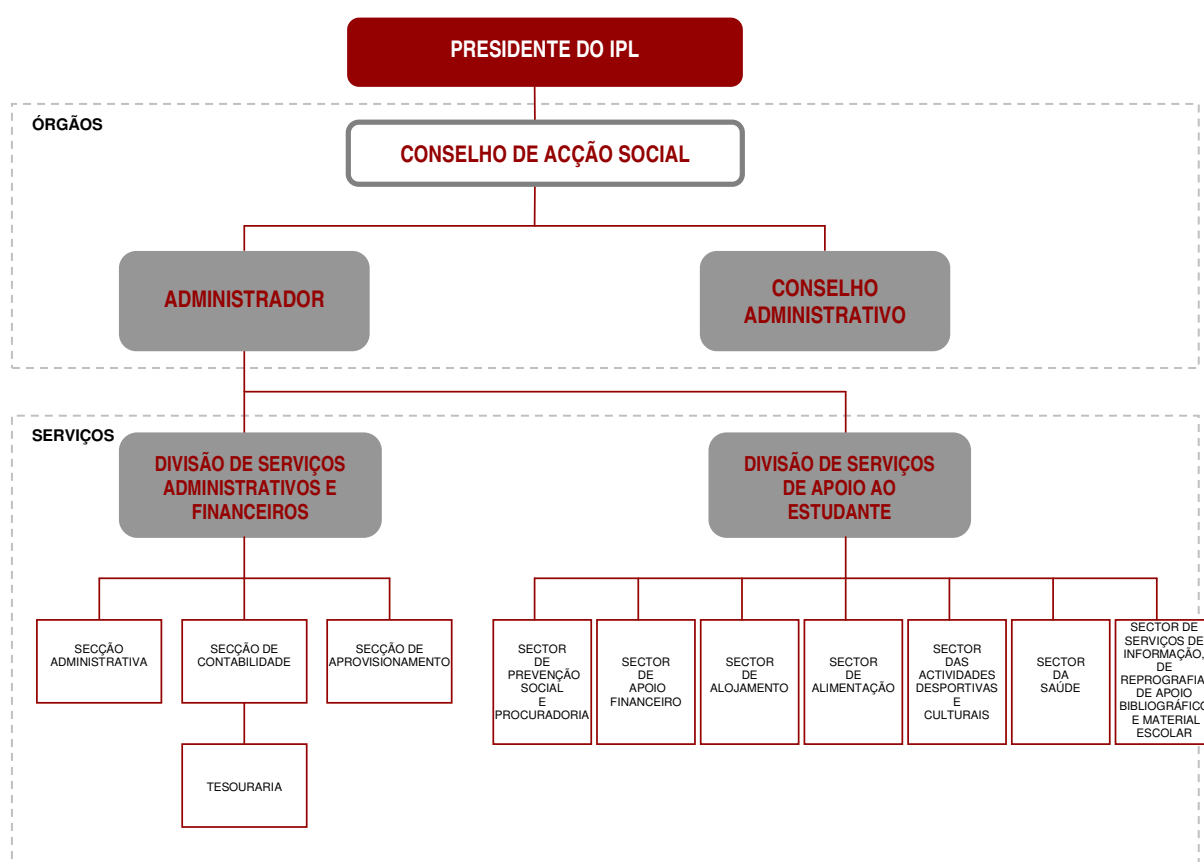 PRESIDENTE DO IPL
ÓRGÃOS
CONSELHO DE ACÇÃO SOCIAL
ADMINISTRADOR
CONSELHO
ADMINISTRATIVO
SERVIÇOS
DIVISÃO DE SERVIÇOS
ADMINISTRATIVOS E
FINANCEIROS
DIVISÃO DE SERVIÇOS
DE APOIO AO
ESTUDANTE
SECÇÃO
ADMINISTRATIVA
SECÇÃO DE
CONTABILIDADE
SECÇÃO DE
APROVISIONAMENTO
TESOURARIA
SECTOR
DE
PREVENÇÃO
SOCIAL
E
PROCURADORIA
SECTOR
DE
APOIO
FINANCEIRO
SECTOR
DE
ALOJAMENTO
SECTOR
DE
ALIMENTAÇÃO
SECTOR
DAS
ACTIVIDADES
DESPORTIVAS
E
CULTURAIS
SECTOR
DA
SAÚDE
SECTOR DE
SERVIÇOS DE
INFORMAÇÃO,
DE
REPROGRAFIA,
DE APOIO
BIBLIOGRÁFICO
E MATERIAL
ESCOLAR